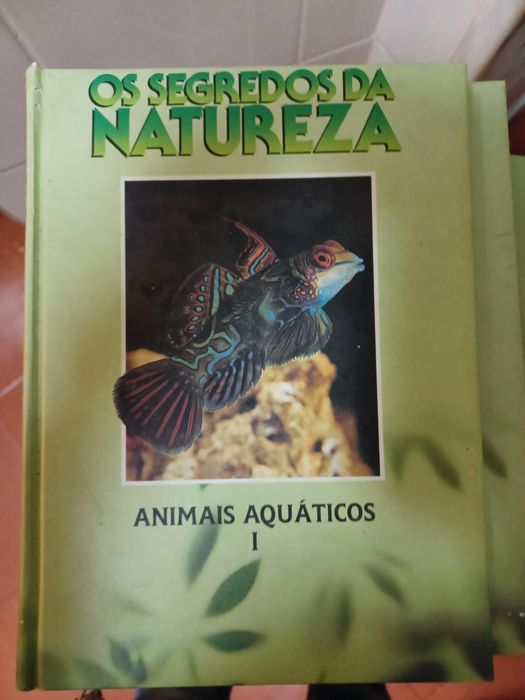 OS SEGREDOS DA
NATUREZA
ANIMAIS AQUÁTICOS
I